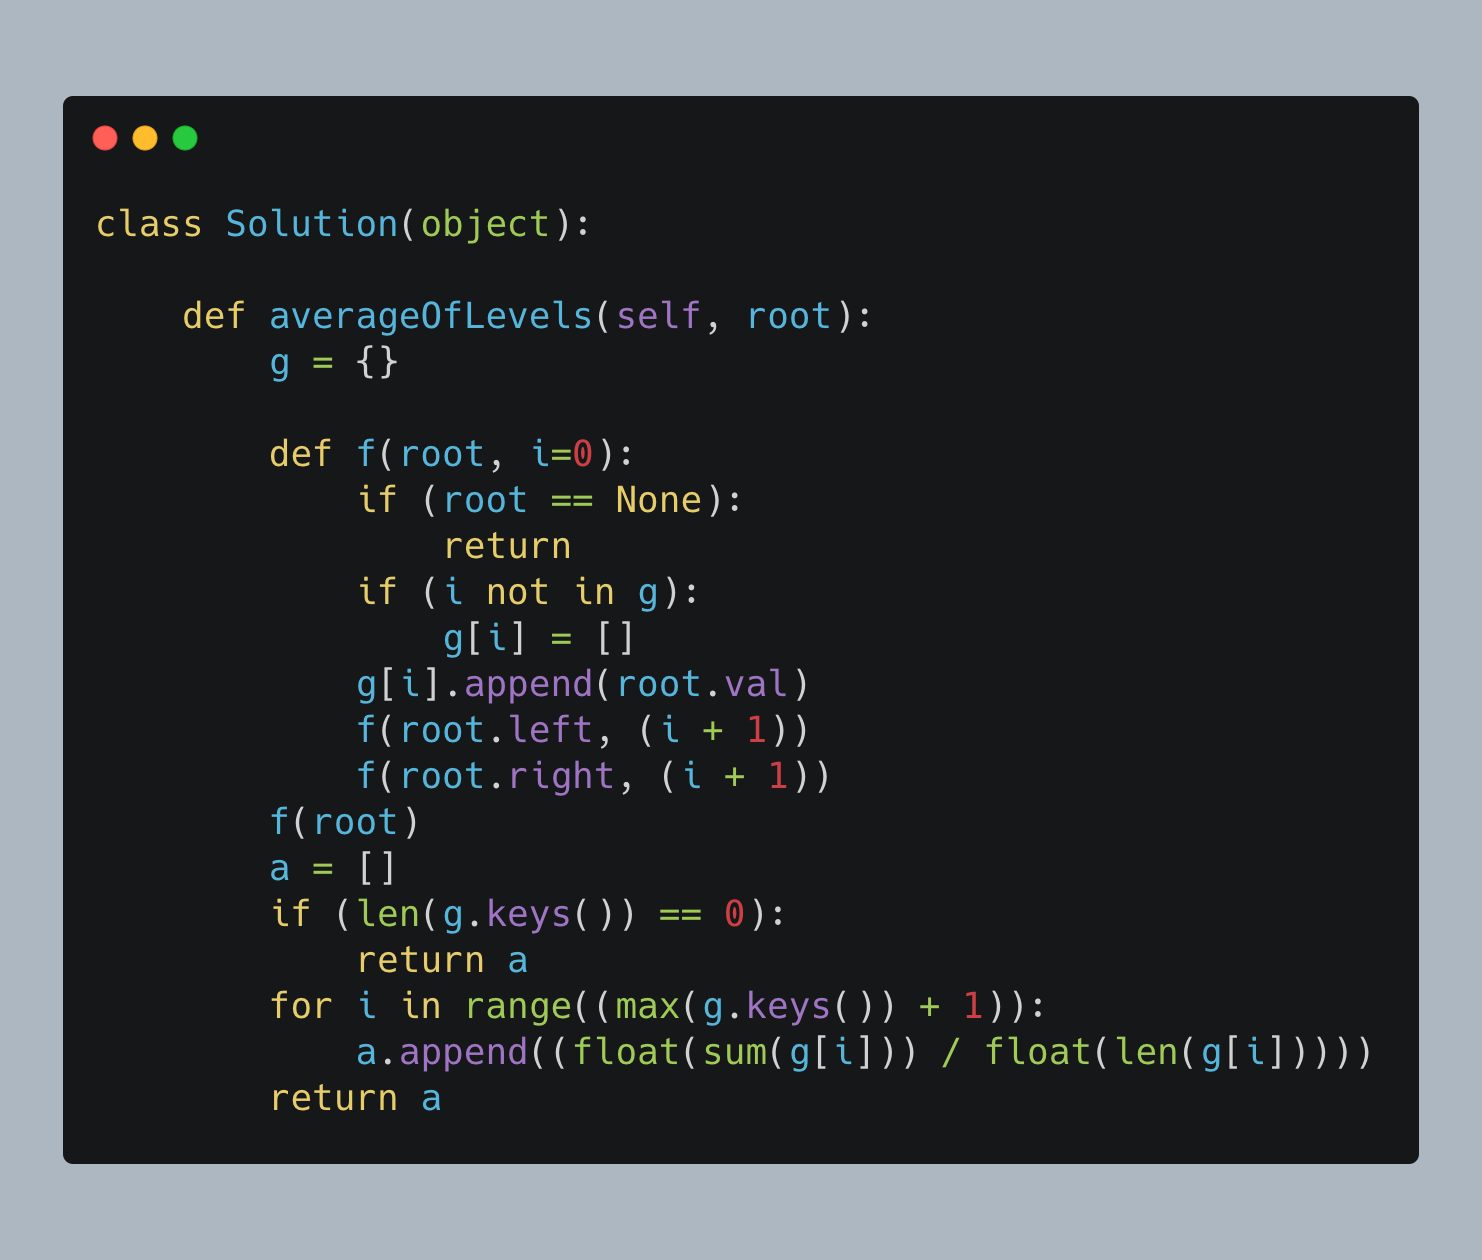 class Solution(object):

    def averageOfLevels(self, root):
        g = {}

        def f(root, i=0):
            if (root == None):
                return
            if (i not in g):
                g[i] = []
            g[i].append(root.val)
            f(root.left, (i + 1))
            f(root.right, (i + 1))
        f(root)
        a = []
        if (len(g.keys()) == 0):
            return a
        for i in range((max(g.keys()) + 1)):
            a.append((float(sum(g[i])) / float(len(g[i]))))
        return a